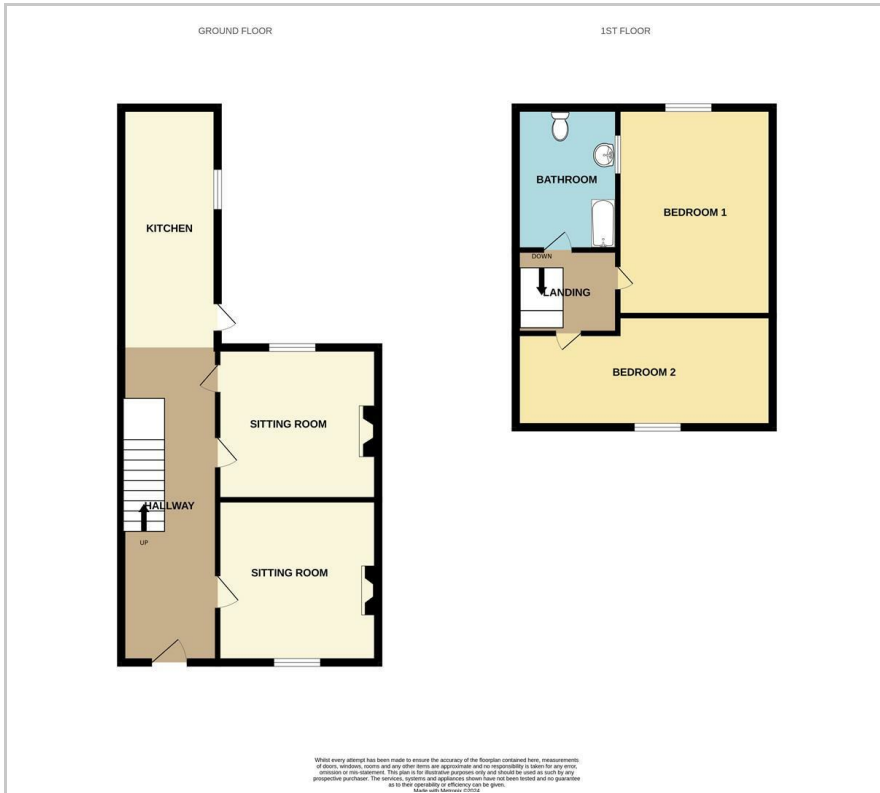 GROUND FLOOR
1ST FLOOR
KITCHEN
BATHROOM
BEDROOM 1
DOWN
LANDING
BEDROOM 2
SITTING ROOM
HALLWAY
UP
SITTING ROOM
Whilst every attempt has been made to ensure the accuracy of the floorplan contained here, measurements
of doors, windows, rooms and any other items are approximate and no responsibility is taken for any error,
omission or mis-statement. This plan is for illustrative purposes only and should be used as such by any
prospective purchaser. The services, systems and appliances shown have not been tested and no guarantee
as to their operability or efficiency can be given.
Made with Metropix ©2024